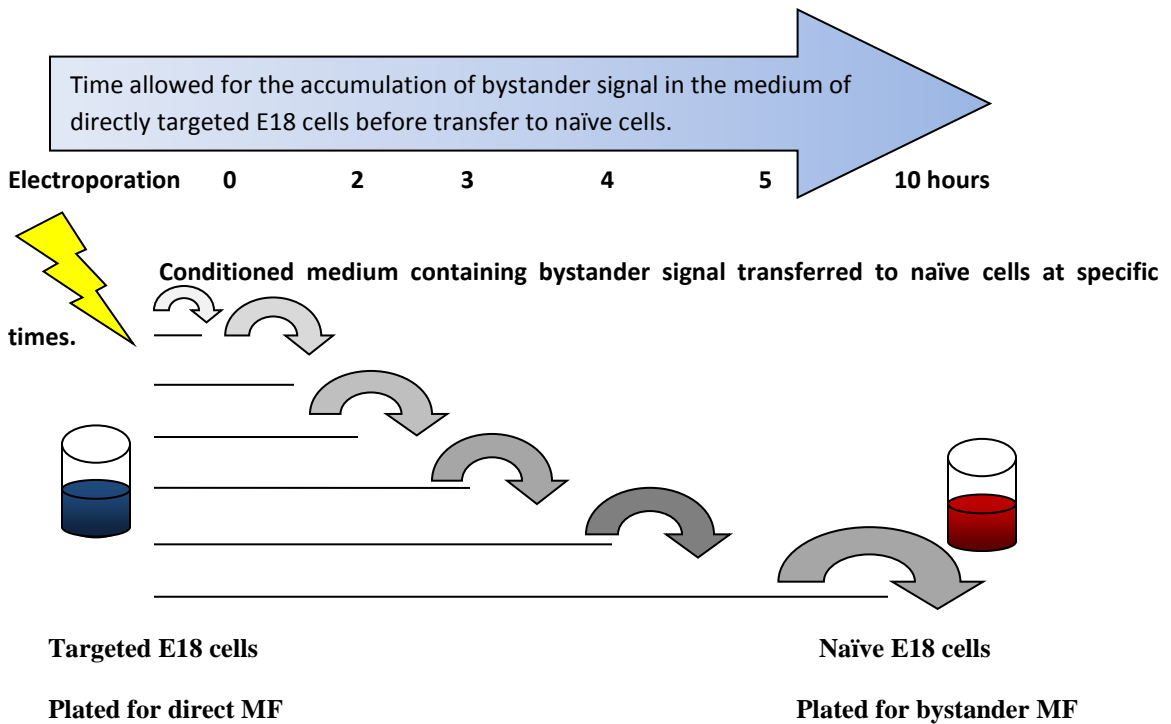 Time allowed for the accumulation of bystander signal in the medium of
directly targeted E18 cells before transfer to naïve cells.
Electroporation 0 2 3 4 5 10 hours
Conditioned medium containing bystander signal transferred to naïve cells at specific
times.
Targeted E18 cells Naïve E18 cells
Plated for direct MF Plated for bystander MF